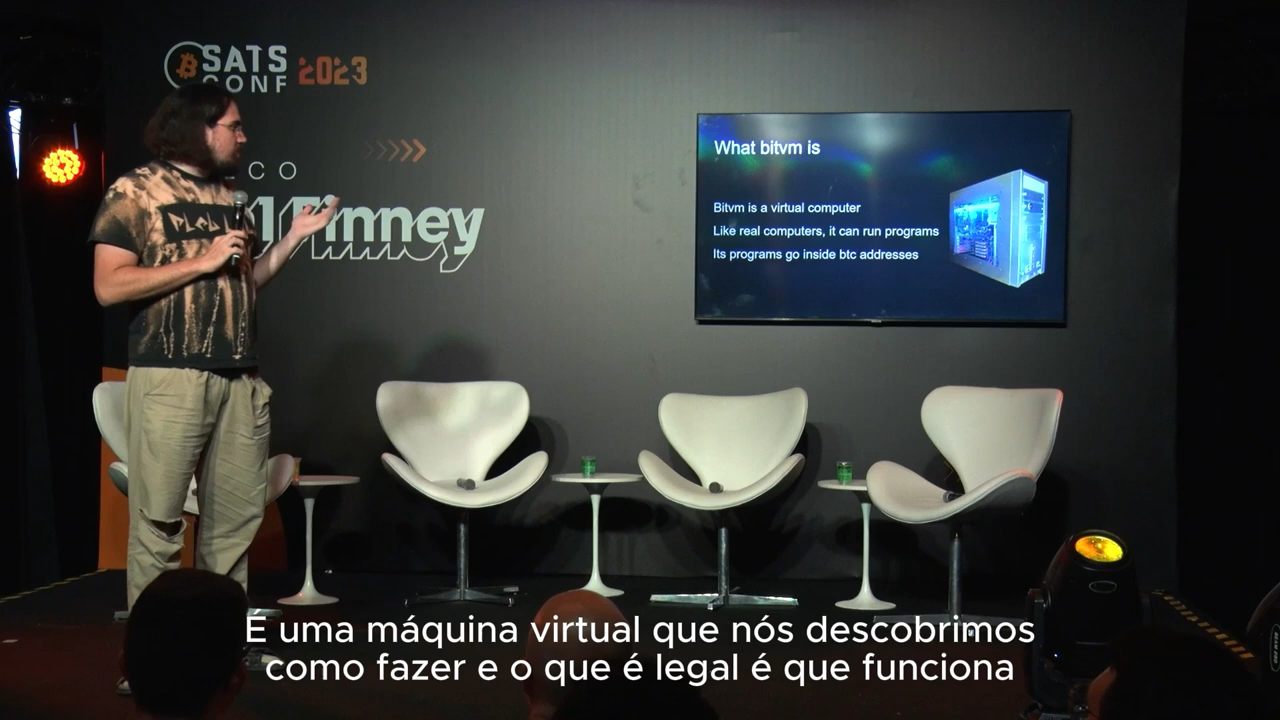 SATS
CONF 2023
CO
Finney
PLEB
What bitvm is
Bitvm is a virtual computer
Like real computers, it can run programs
Its programs go inside btc addresses
É uma máquina virtual que nós descobrimos
como fazer e o que é legal é que funciona